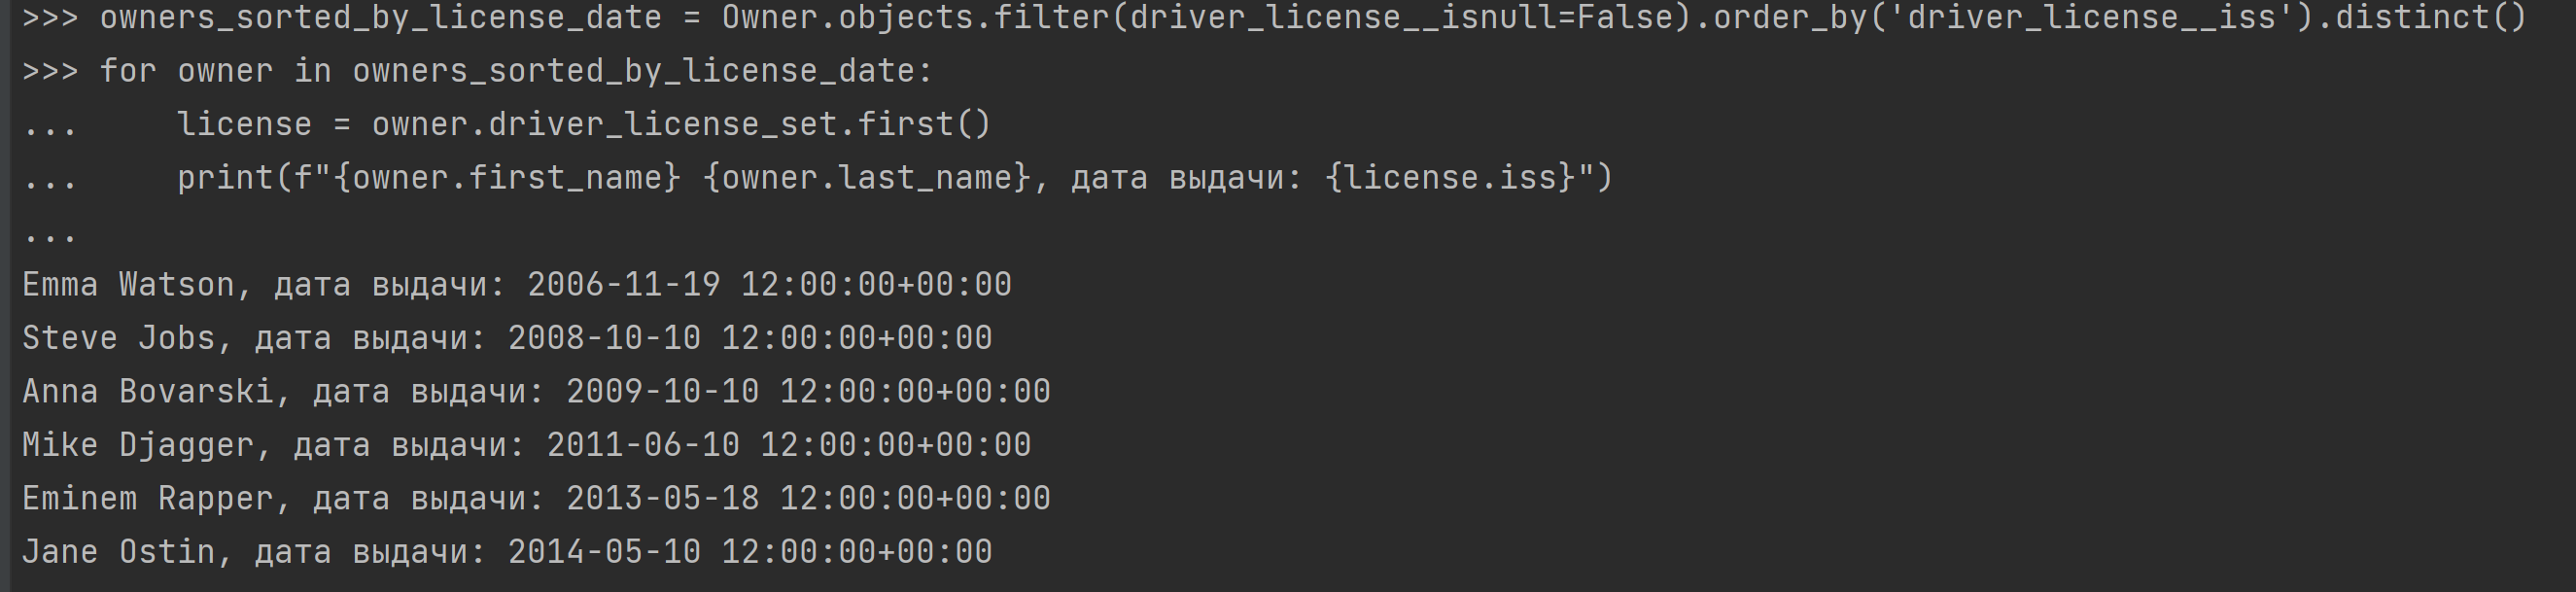 >>> owners_sorted_by_license_date = Owner.objects.filter(driver_license__isnull=False).order_by('driver_license__iss').distinct()
>>> for owner in owners_sorted_by_license_date:
...     license = owner.driver_license_set.first()
...     print(f"{owner.first_name} {owner.last_name}, дата выдачи: {license.iss}")
...
Emma Watson, дата выдачи: 2006-11-19 12:00:00+00:00
Steve Jobs, дата выдачи: 2008-10-10 12:00:00+00:00
Anna Bovarski, дата выдачи: 2009-10-10 12:00:00+00:00
Mike Djagger, дата выдачи: 2011-06-10 12:00:00+00:00
Eminem Rapper, дата выдачи: 2013-05-18 12:00:00+00:00
Jane Ostin, дата выдачи: 2014-05-10 12:00:00+00:00